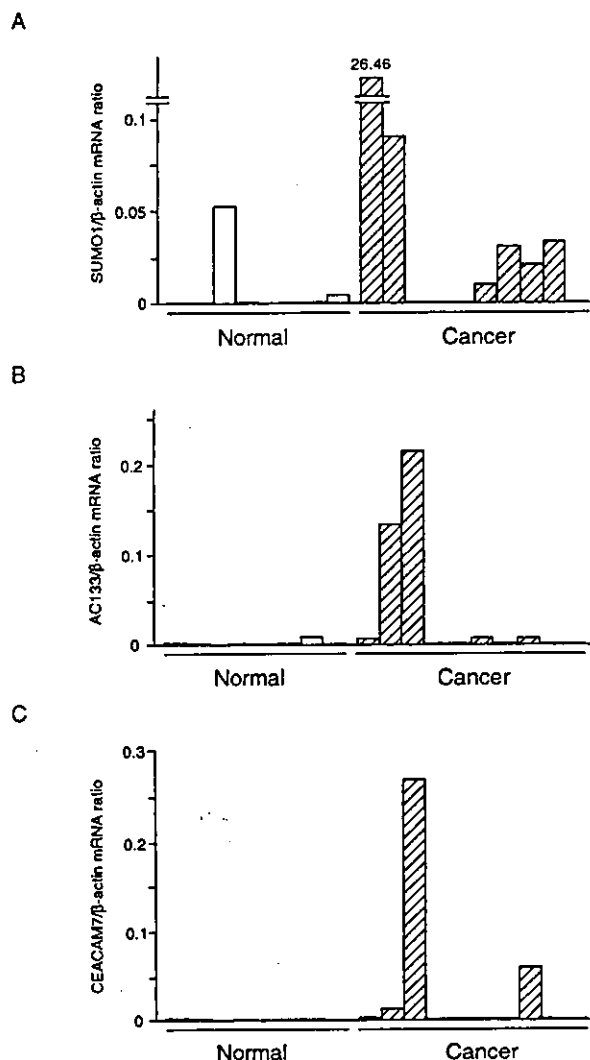 A
SUMO1/β-actin mRNA ratio
26.46
0.1
0.05
0
Normal
Cancer
B
AC133/β-actin mRNA ratio
0.2
0.1
0
Normal
Cancer
C
CEACAM7/β-actin mRNA ratio
0.3
0.2
0.1
0
Normal
Cancer